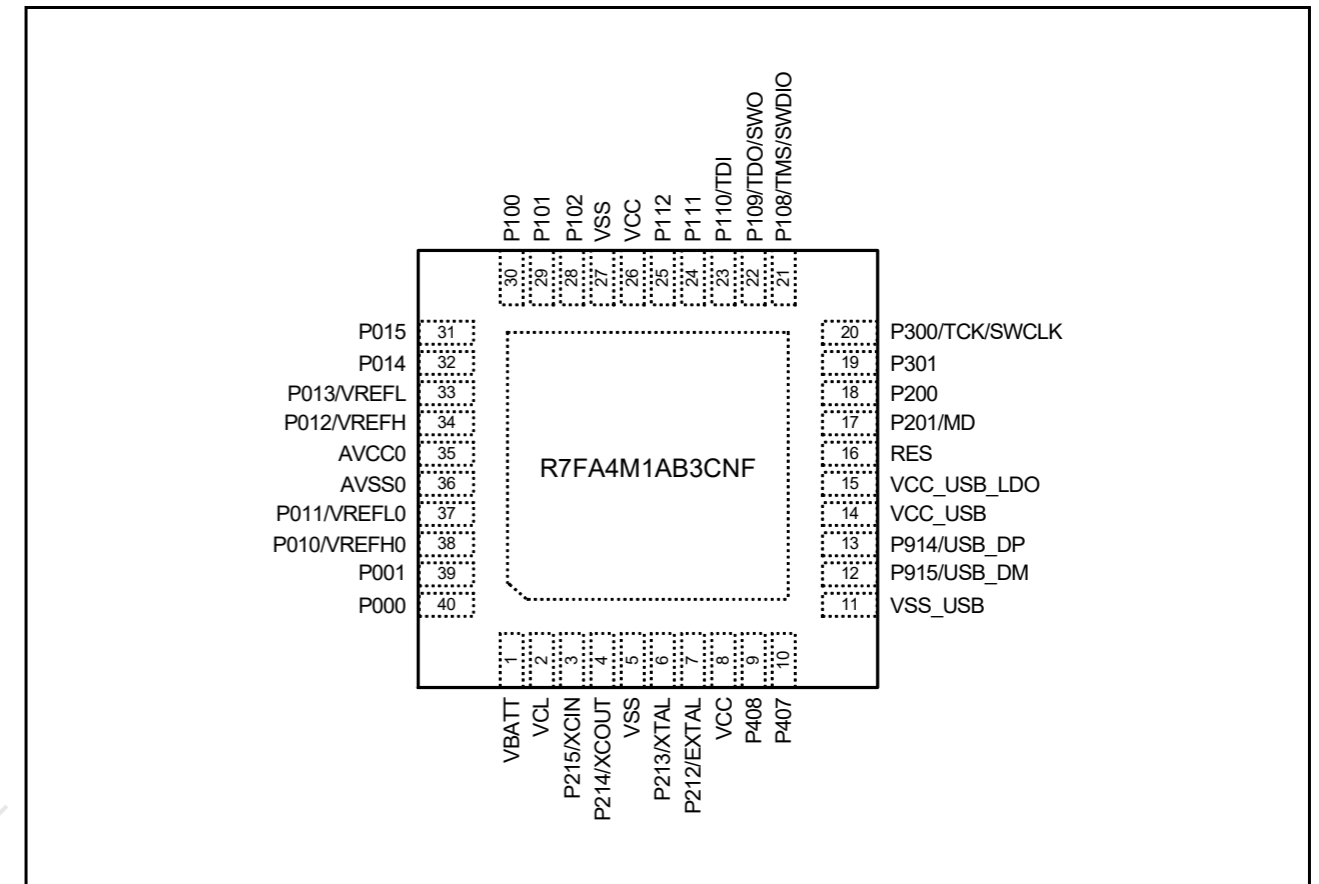 P100
P101
P102
VSS
VCC
P112
P111
P110/TDI
P109/TDO/SWO
P108/TMS/SWDIO
30
29
28
27
26
25
24
23
22
21
P015 31
P014 32
P013/VREFL 33
P012/VREFH 34
AVCC0 35
AVSS0 36
P011/VREFL0 37
P010/VREFH0 38
P001 39
P000 40
R7FA4M1AB3CNF
20 P300/TCK/SWCLK
19 P301
18 P200
17 P201/MD
16 RES
15 VCC_USB_LDO
14 VCC_USB
13 P914/USB_DP
12 P915/USB_DM
11 VSS_USB
1
2
3
4
5
6
7
8
9
10
VBATT
VCL
P215/XCIN
P214/XCOUT
VSS
P213/XTAL
P212/EXTAL
VCC
P408
P407